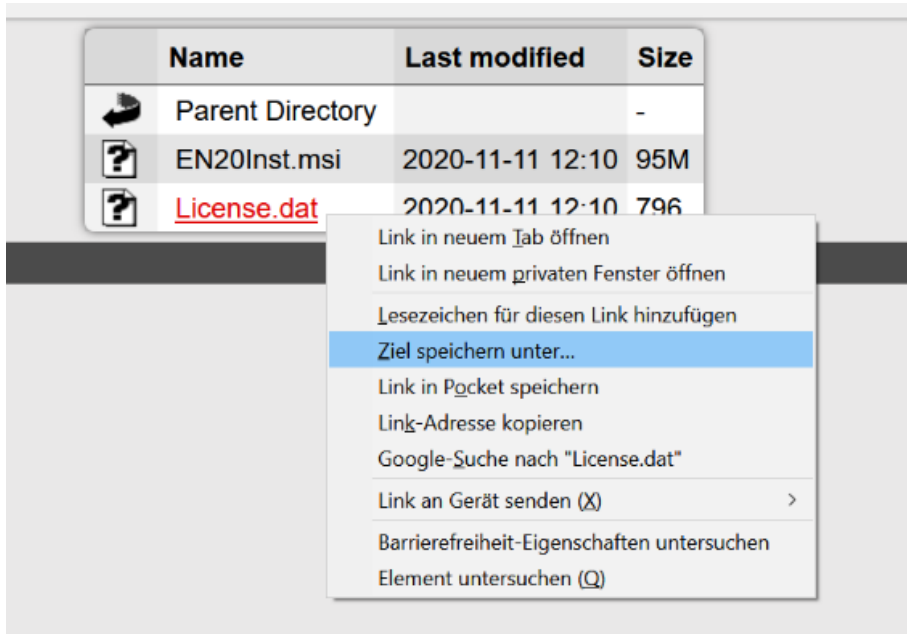 Name Last modified Size
Parent Directory -
EN20Inst.msi 2020-11-11 12:10 95M
License.dat 2020-11-11 12:10 796
Link in neuem Tab öffnen
Link in neuem privaten Fenster öffnen
Lesezeichen für diesen Link hinzufügen
Ziel speichern unter...
Link in Pocket speichern
Link-Adresse kopieren
Google-Suche nach "License.dat"
Link an Gerät senden (X)
Barrierefreiheit-Eigenschaften untersuchen
Element untersuchen (Q)